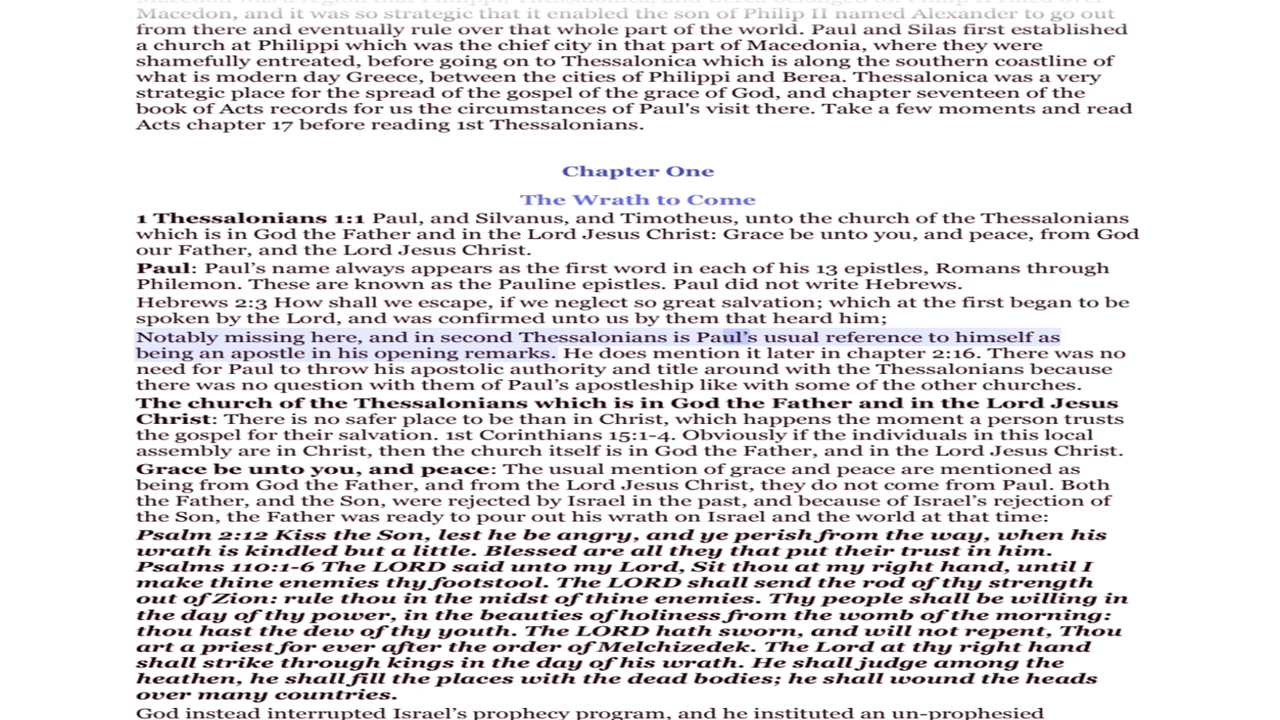 Macedon, and it was so strategic that it enabled the son of Philip II named Alexander to go out
from there and eventually rule over that whole part of the world. Paul and Silas first established
a church at Philippi which was the chief city in that part of Macedonia, where they were
shamefully entreated, before going on to Thessalonica which is along the southern coastline of
what is modern day Greece, between the cities of Philippi and Berea. Thessalonica was a very
strategic place for the spread of the gospel of the grace of God, and chapter seventeen of the
book of Acts records for us the circumstances of Paul's visit there. Take a few moments and read
Acts chapter 17 before reading 1st Thessalonians.
Chapter One
The Wrath to Come
1 Thessalonians 1:1 Paul, and Silvanus, and Timotheus, unto the church of the Thessalonians
which is in God the Father and in the Lord Jesus Christ: Grace be unto you, and peace, from God
our Father, and the Lord Jesus Christ.
Paul: Paul’s name always appears as the first word in each of his 13 epistles, Romans through
Philemon. These are known as the Pauline epistles. Paul did not write Hebrews.
Hebrews 2:3 How shall we escape, if we neglect so great salvation; which at the first began to be
spoken by the Lord, and was confirmed unto us by them that heard him;
Notably missing here, and in second Thessalonians is Paul’s usual reference to himself as
being an apostle in his opening remarks. He does mention it later in chapter 2:16. There was no
need for Paul to throw his apostolic authority and title around with the Thessalonians because
there was no question with them of Paul’s apostleship like with some of the other churches.
The church of the Thessalonians which is in God the Father and in the Lord Jesus
Christ: There is no safer place to be than in Christ, which happens the moment a person trusts
the gospel for their salvation. 1st Corinthians 15:1-4. Obviously if the individuals in this local
assembly are in Christ, then the church itself is in God the Father, and in the Lord Jesus Christ.
Grace be unto you, and peace: The usual mention of grace and peace are mentioned as
being from God the Father, and from the Lord Jesus Christ, they do not come from Paul. Both
the Father, and the Son, were rejected by Israel in the past, and because of Israel’s rejection of
the Son, the Father was ready to pour out his wrath on Israel and the world at that time:
Psalm 2:12 Kiss the Son, lest he be angry, and ye perish from the way, when his
wrath is kindled but a little. Blessed are all they that put their trust in him.
Psalms 110:1-6 The LORD said unto my Lord, Sit thou at my right hand, until I
make thine enemies thy footstool. The LORD shall send the rod of thy strength
out of Zion: rule thou in the midst of thine enemies. Thy people shall be willing in
the day of thy power, in the beauties of holiness from the womb of the morning:
thou hast the dew of thy youth. The LORD hath sworn, and will not repent, Thou
art a priest for ever after the order of Melchizedek. The Lord at thy right hand
shall strike through kings in the day of his wrath. He shall judge among the
heathen, he shall fill the places with the dead bodies; he shall wound the heads
over many countries.
God instead interrupted Israel’s prophecy program, and he instituted an un-prophesied